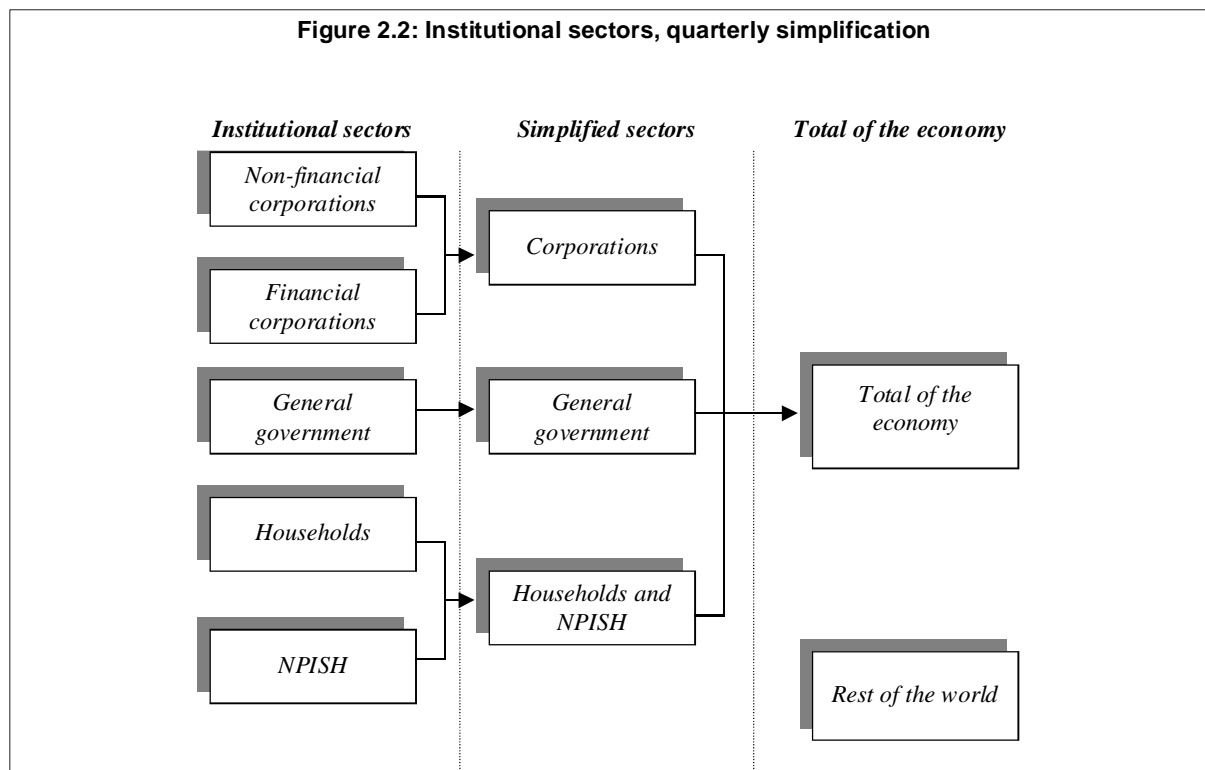 Figure 2.2: Institutional sectors, quarterly simplification
Institutional sectors
Simplified sectors
Total of the economy
Non-financial
corporations
Financial
corporations
General
government
Households
NPISH
Corporations
General
government
Households and
NPISH
Total of the
economy
Rest of the world